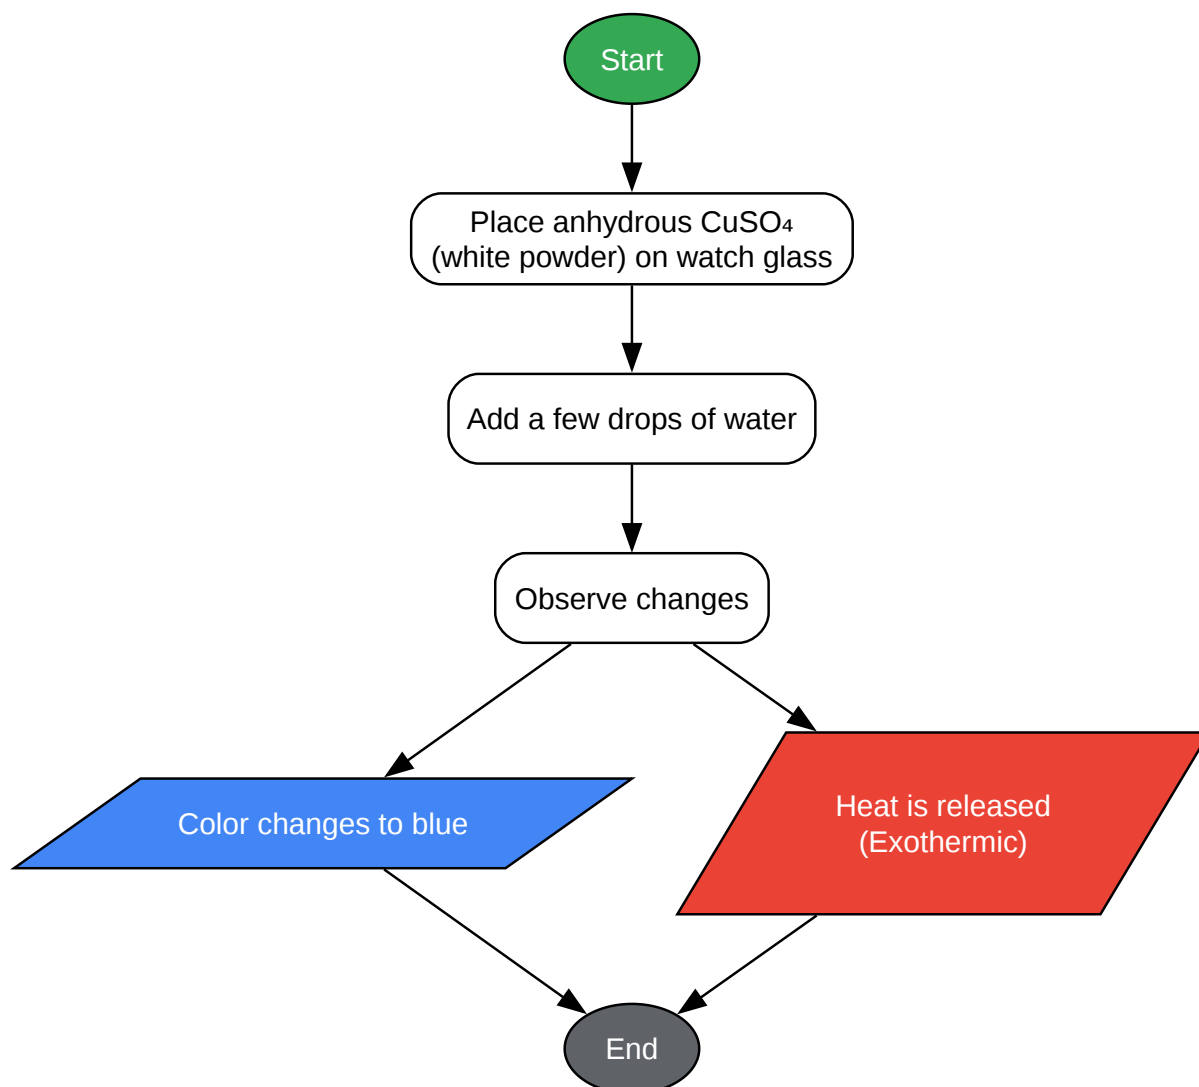 Start
Place anhydrous CuSO₄
(white powder) on watch glass
Add a few drops of water
Observe changes
Color changes to blue
Heat is released
(Exothermic)
End